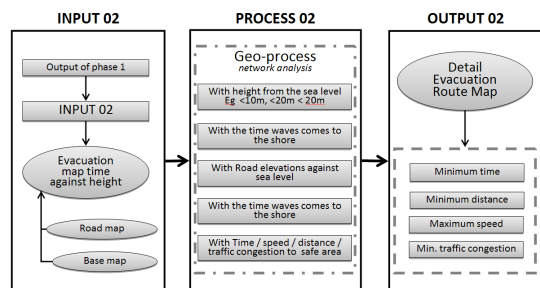 INPUT 02
Output of phase 1
INPUT 02
Evacuation
map time
against height
Road map
Base map
PROCESS 02
Geo-process
network analysis
With height from the sea level
Eg <10m, <20m < 20m
With the time waves comes to
the shore
With Road elevations against
sea level
With the time waves comes to
the shore
With Time / speed / distance /
traffic congestion to safe area
OUTPUT 02
Detail
Evacuation
Route Map
Minimum time
Minimum distance
Maximum speed
Min. traffic congestion